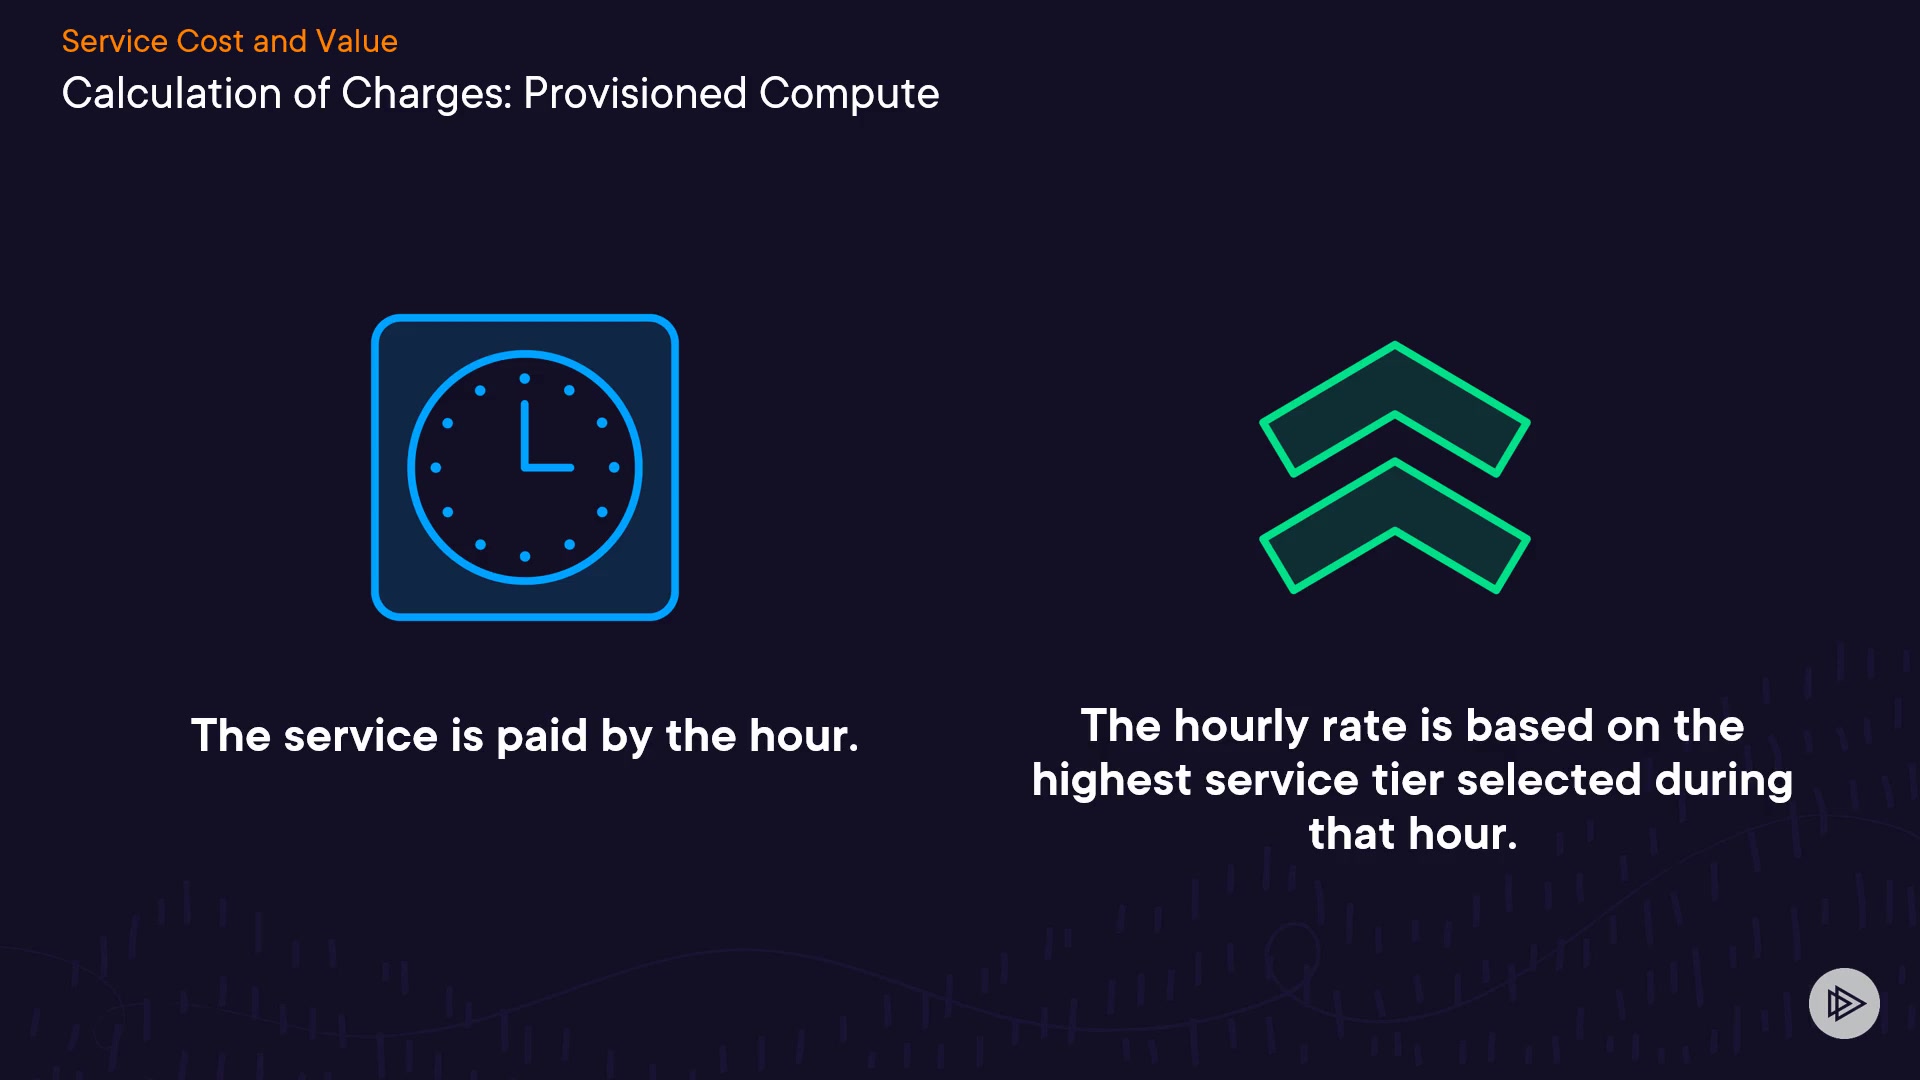 Service Cost and Value
Calculation of Charges: Provisioned Compute
The service is paid by the hour.
The hourly rate is based on the
highest service tier selected during
that hour.